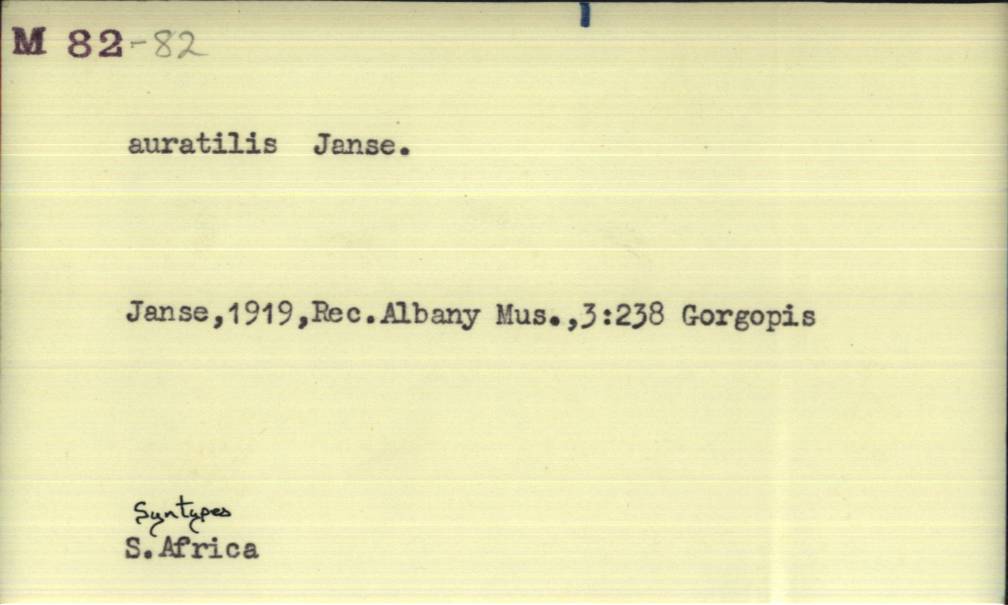 M 82-82
auratilis Janse.
Janse,1919,Rec.Albany Mus.,3:238 Gorgopis
Syntypes
S.Africa